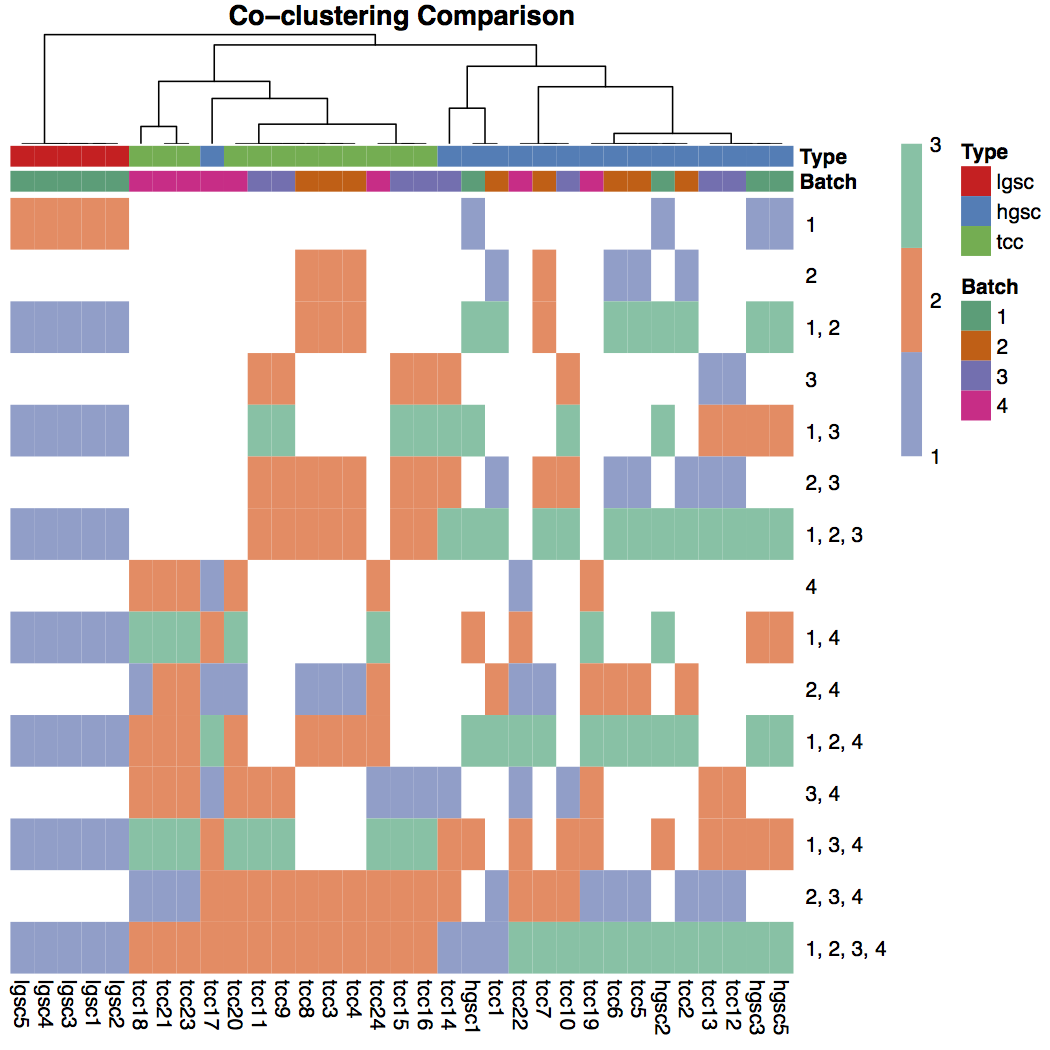 Co−clustering Comparison
Type
Batch
1
2
1, 2
3
1, 3
2, 3
1, 2, 3
4
1, 4
2, 4
1, 2, 4
3, 4
1, 3, 4
2, 3, 4
1, 2, 3, 4
lgsc5
lgsc4
lgsc3
lgsc1
lgsc2
tcc18
tcc21
tcc23
tcc17
tcc20
tcc11
tcc9
tcc8
tcc3
tcc4
tcc24
tcc15
tcc16
tcc14
hgsc1
tcc1
tcc22
tcc7
tcc10
tcc19
tcc6
tcc5
hgsc2
tcc2
tcc13
tcc12
hgsc3
hgsc5
3
2
1
Type
lgsc
hgsc
tcc
Batch
1
2
3
4